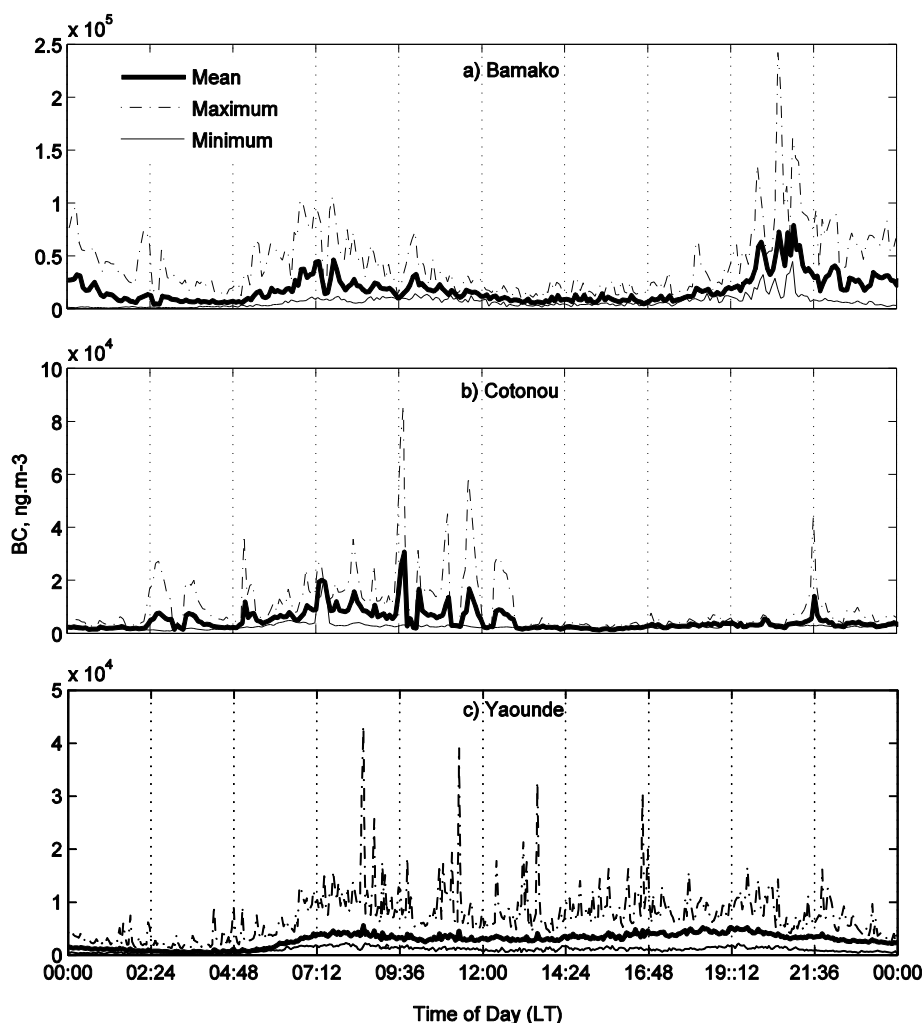 x 10^5
2.5
2
1.5
1
0.5
0
a) Bamako
Mean
Maximum
Minimum
x 10^4
10
8
6
4
2
0
b) Cotonou
BC, ng.m-3
x 10^4
5
4
3
2
1
0
c) Yaounde
00:00 02:24 04:48 07:12 09:36 12:00 14:24 16:48 19::12 21:36 00:00
Time of Day (LT)